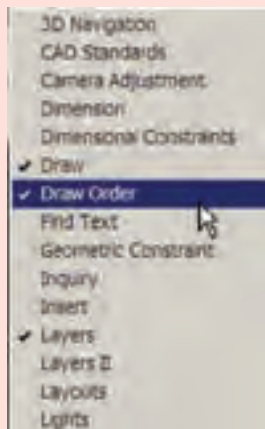 3D Navigation
CAD Standards
Camera Adjustment
Dimension
Dimensional Constraints
Draw
Draw Order
Find Text
Geometric Constraint
Inquiry
Insert
Layers
Layers II
Layouts
Lights